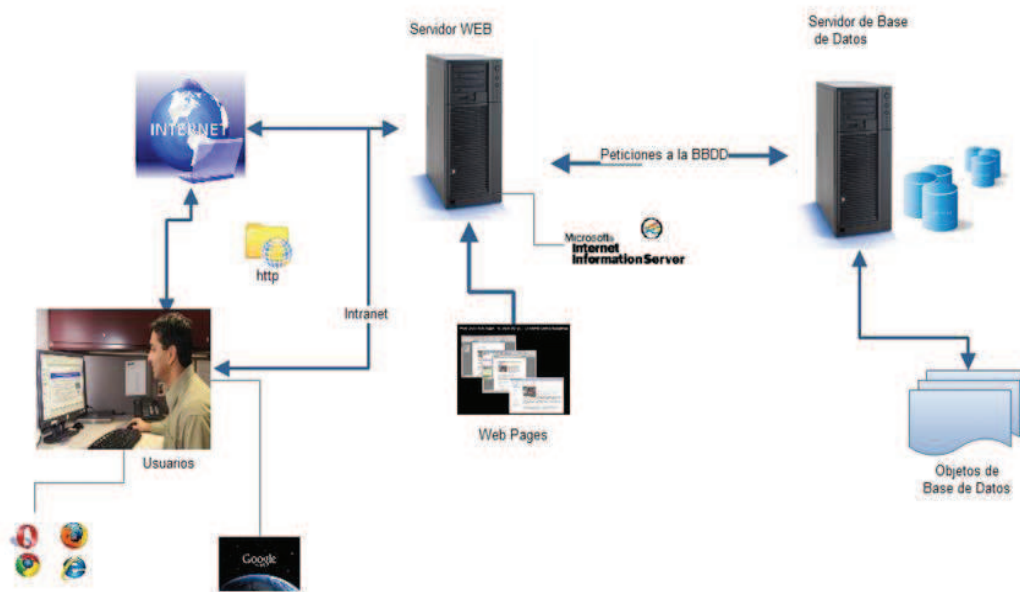 Servidor WEB
Servidor de Base
de Datos
INTERNET
Peticiones a la BBDD
Microsoft
Internet
Information Server
http
Intranet
Web Pages
Usuarios
Objetos de
Base de Datos
Google